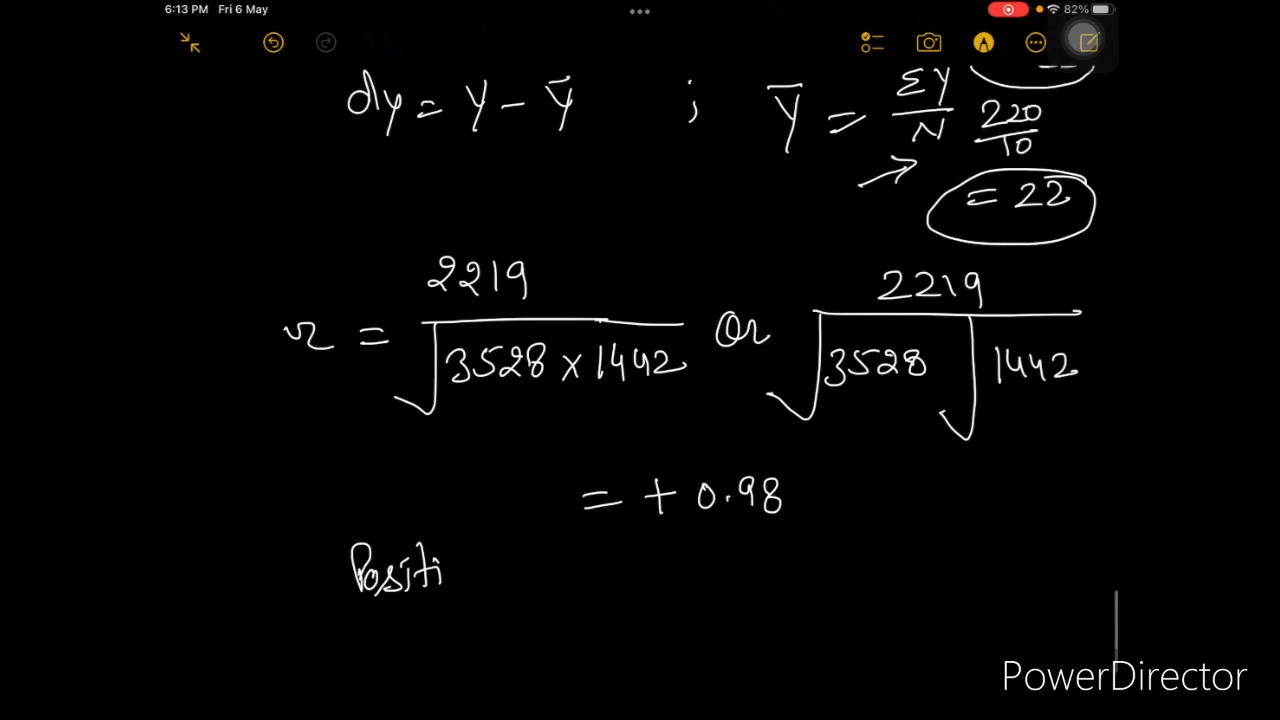 6:13 PM Fri 6 May
82%
dy = Y - Y̅ ; Y̅ = ΣY/N 220/10
= 22
r = 2219/√3528 x 1442 Or 2219/√3528 √1442
= + 0.98
Positi
PowerDirector